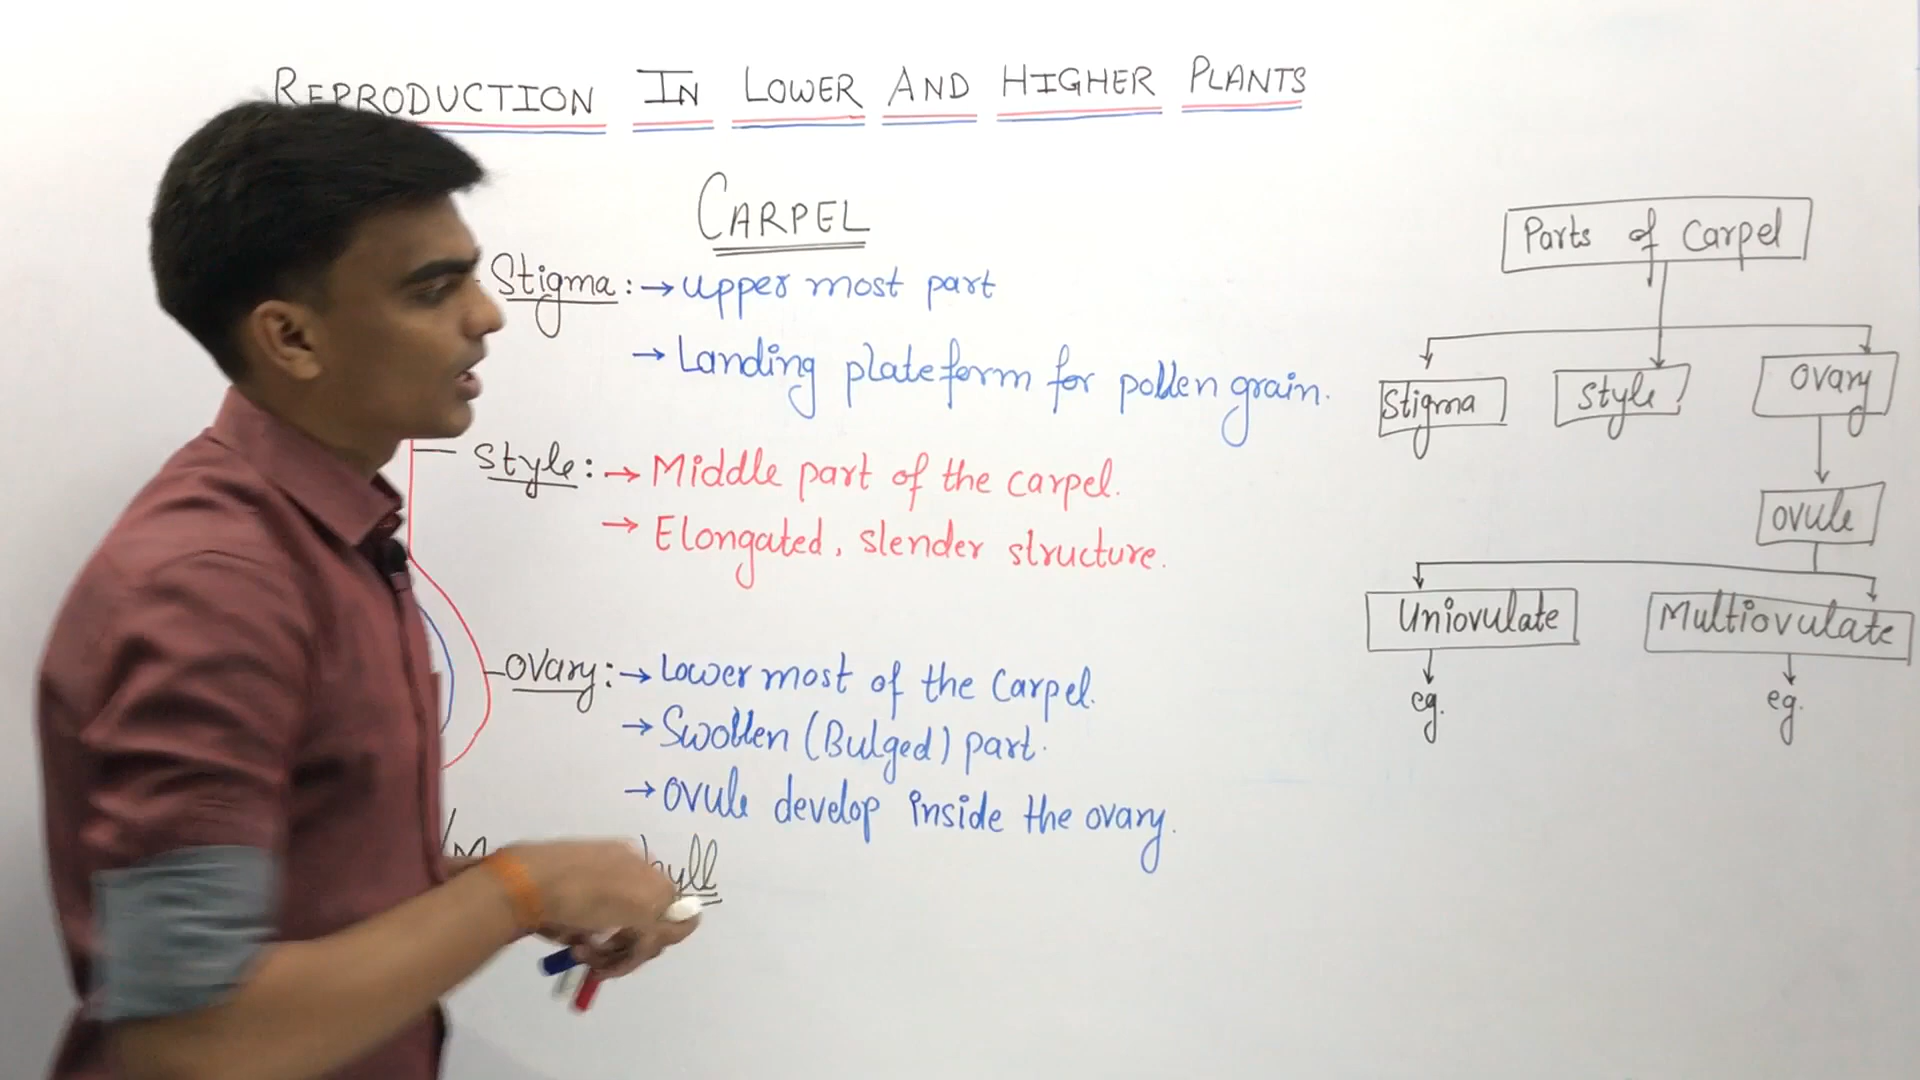 REPRODUCTION IN LOWER AND HIGHER PLANTS
CARPEL
Stigma : → Upper most part
→ Landing plateform for pollen grain.
Style : → Middle part of the carpel.
→ Elongated, slender structure.
Ovary : → Lower most of the Carpel.
→ Swollen (Bulged) part.
→ Ovule develop inside the ovary.
Parts of Carpel
Stigma
Style
Ovary
Ovule
Uniovulate
Multiovulate
eg.
eg.